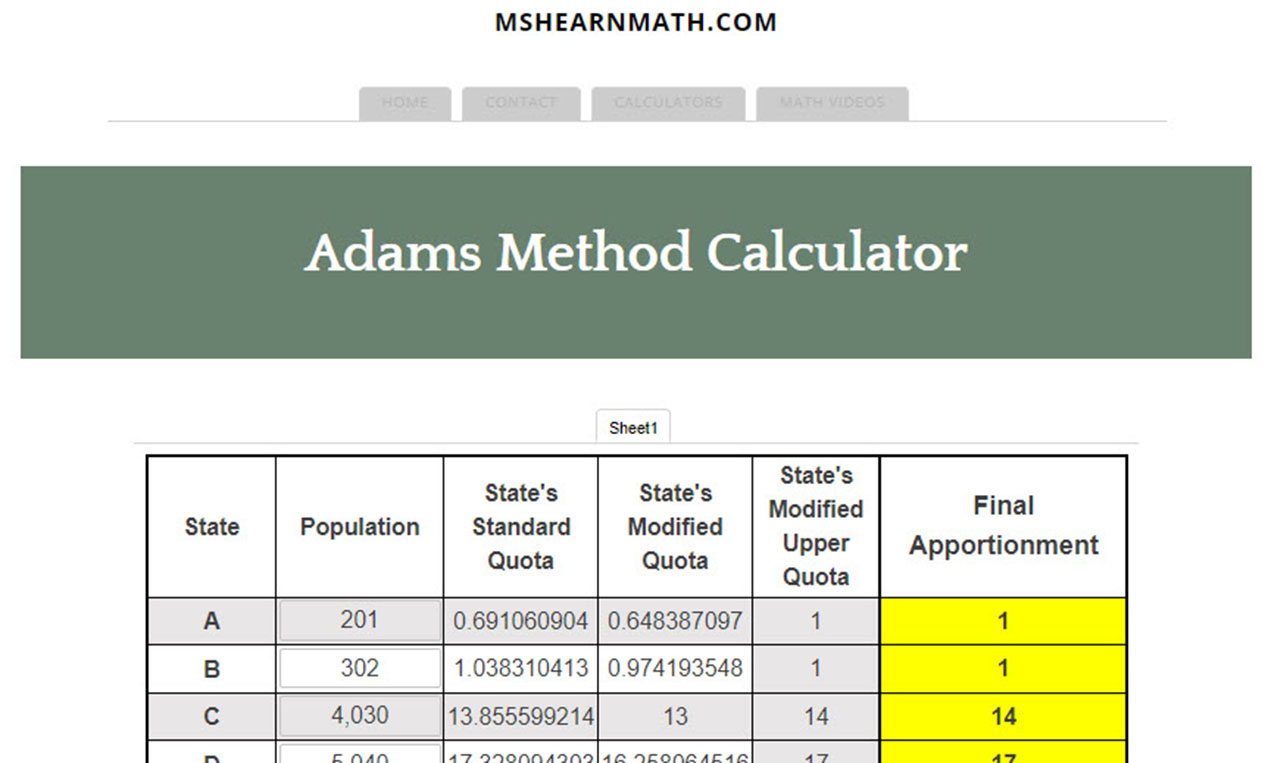 MSHEARNMATH.COM
HOME CONTACT CALCULATORS MATH VIDEOS
Adams Method Calculator
Sheet1
State Population State's Standard Quota State's Modified Quota State's Modified Upper Quota Final Apportionment
A 201 0.691060904 0.648387097 1 1
B 302 1.038310413 0.974193548 1 1
C 4,030 13.855599214 13 14 14
D 5,040 17.328094303 16.258064516 17 17